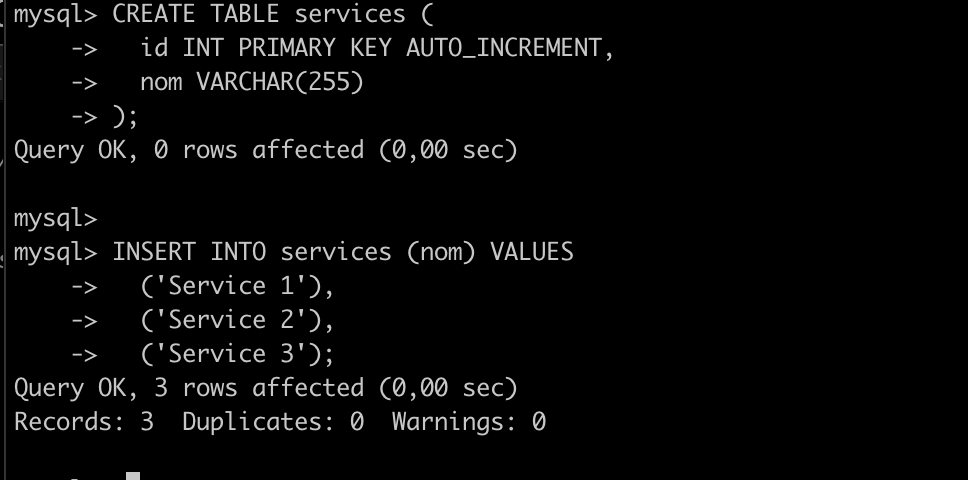 mysql> CREATE TABLE services (
    ->   id INT PRIMARY KEY AUTO_INCREMENT,
    ->   nom VARCHAR(255)
    -> );
Query OK, 0 rows affected (0,00 sec)
mysql>
mysql> INSERT INTO services (nom) VALUES
    ->   ('Service 1'),
    ->   ('Service 2'),
    ->   ('Service 3');
Query OK, 3 rows affected (0,00 sec)
Records: 3  Duplicates: 0  Warnings: 0